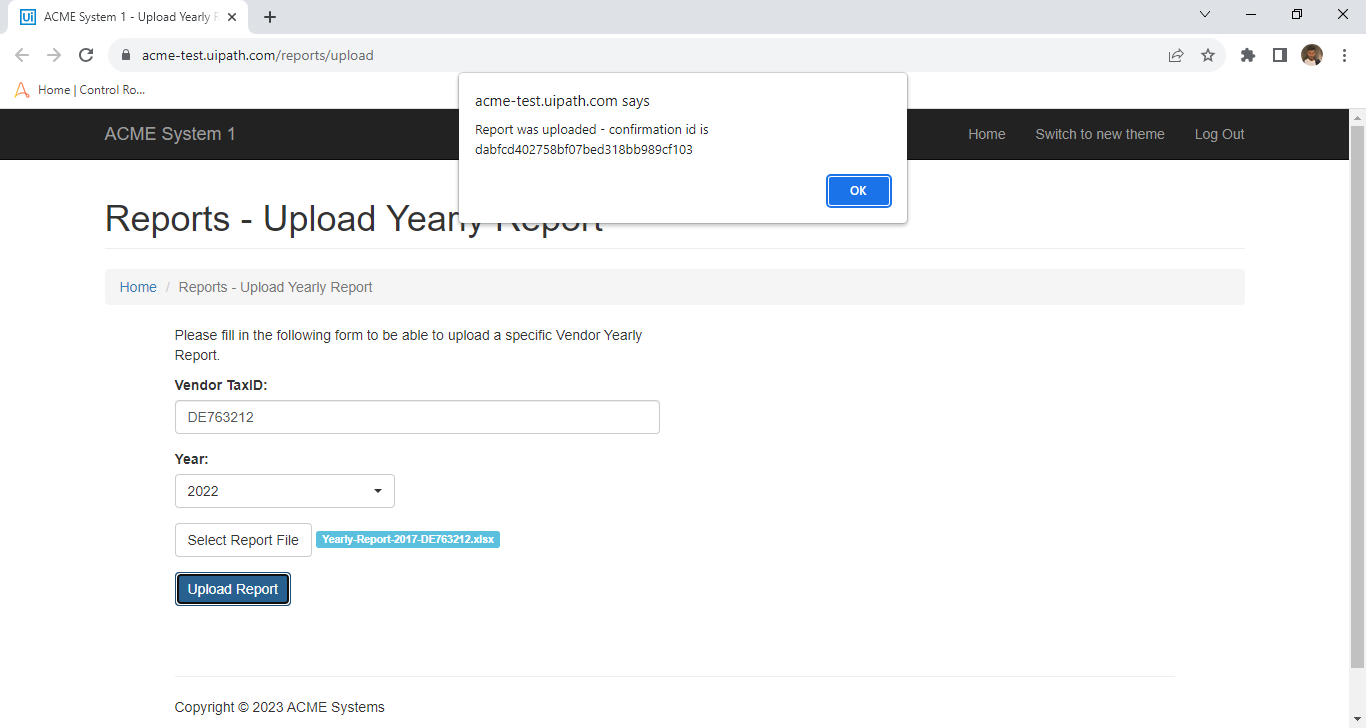 Ui ACME System 1 - Upload Yearly
acme-test.uipath.com/reports/upload
Home | Control Ro...
acme-test.uipath.com says
Report was uploaded - confirmation id is
dabfcd402758bf07bed318bb989cf103
OK
ACME System 1
Home
Switch to new theme
Log Out
Reports - Upload Yearly Report
Home / Reports - Upload Yearly Report
Please fill in the following form to be able to upload a specific Vendor Yearly
Report.
Vendor TaxID:
DE763212
Year:
2022
Select Report File
Yearly-Report-2017-DE763212.xlsx
Upload Report
Copyright © 2023 ACME Systems